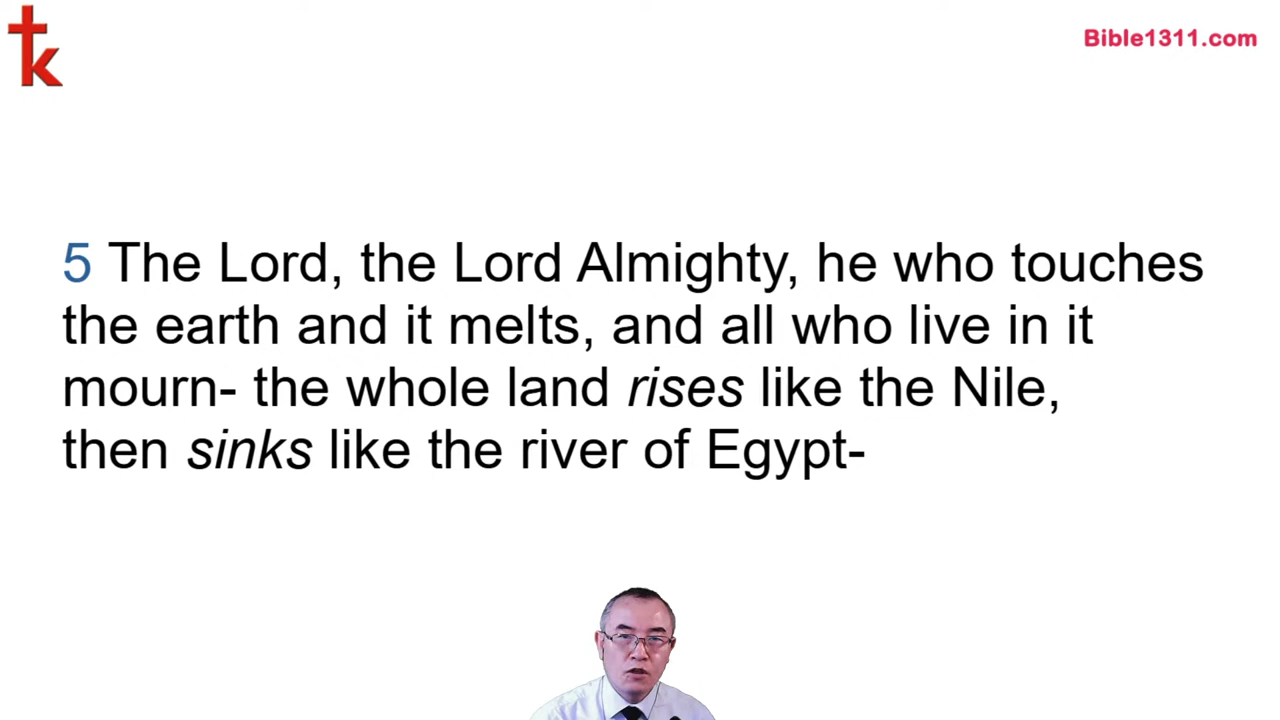 tk
Bible1311.com
5 The Lord, the Lord Almighty, he who touches
the earth and it melts, and all who live in it
mourn- the whole land rises like the Nile,
then sinks like the river of Egypt-